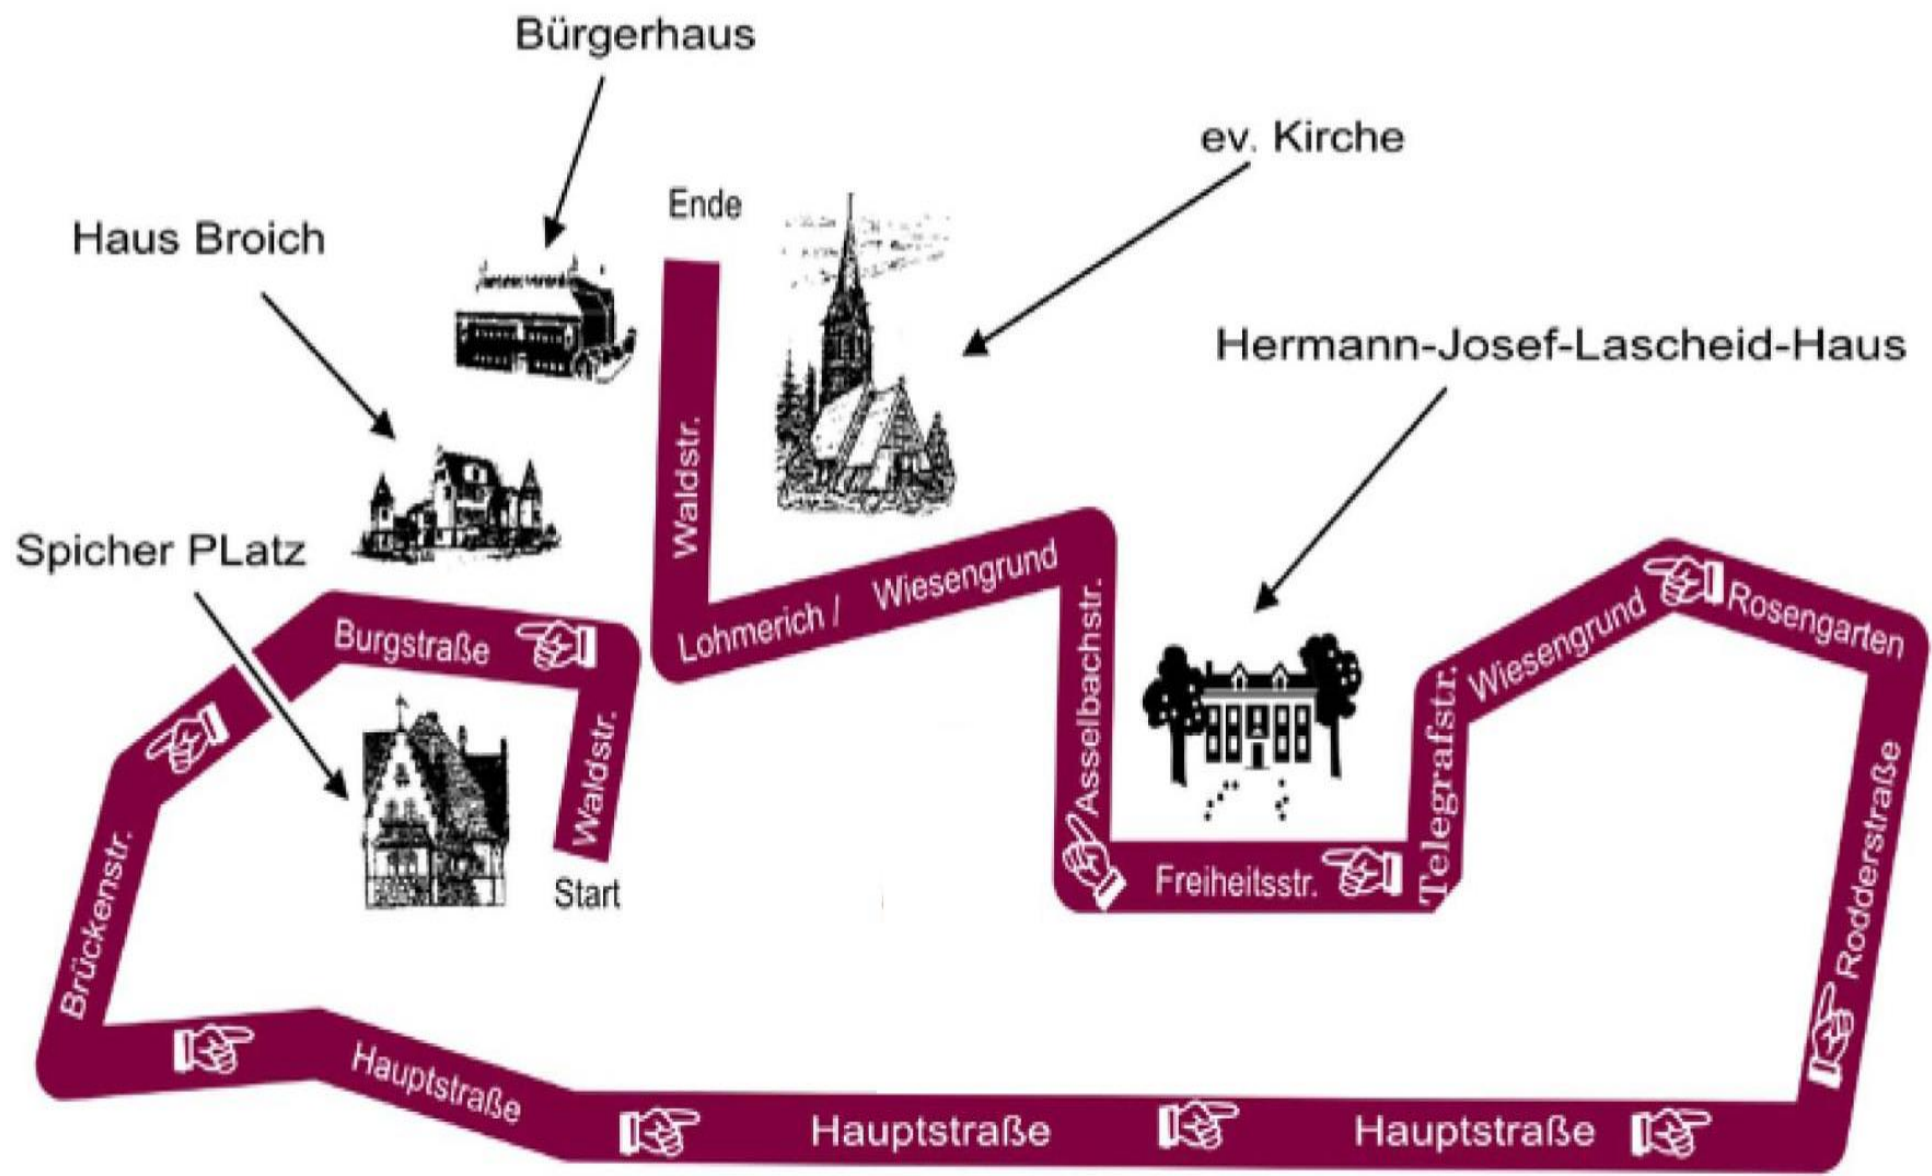 Bürgerhaus
ev. Kirche
Ende
Haus Broich
Hermann-Josef-Lascheid-Haus
Spicher PLatz
Waldstr.
Lohmerich / Wiesengrund
Burgstraße
Waldstr.
Start
Asselbachstr.
Freiheitsstr.
Telegrafstr.
Wiesengrund
Rosengarten
Rodderstraße
Brückenstr.
Hauptstraße
Hauptstraße
Hauptstraße